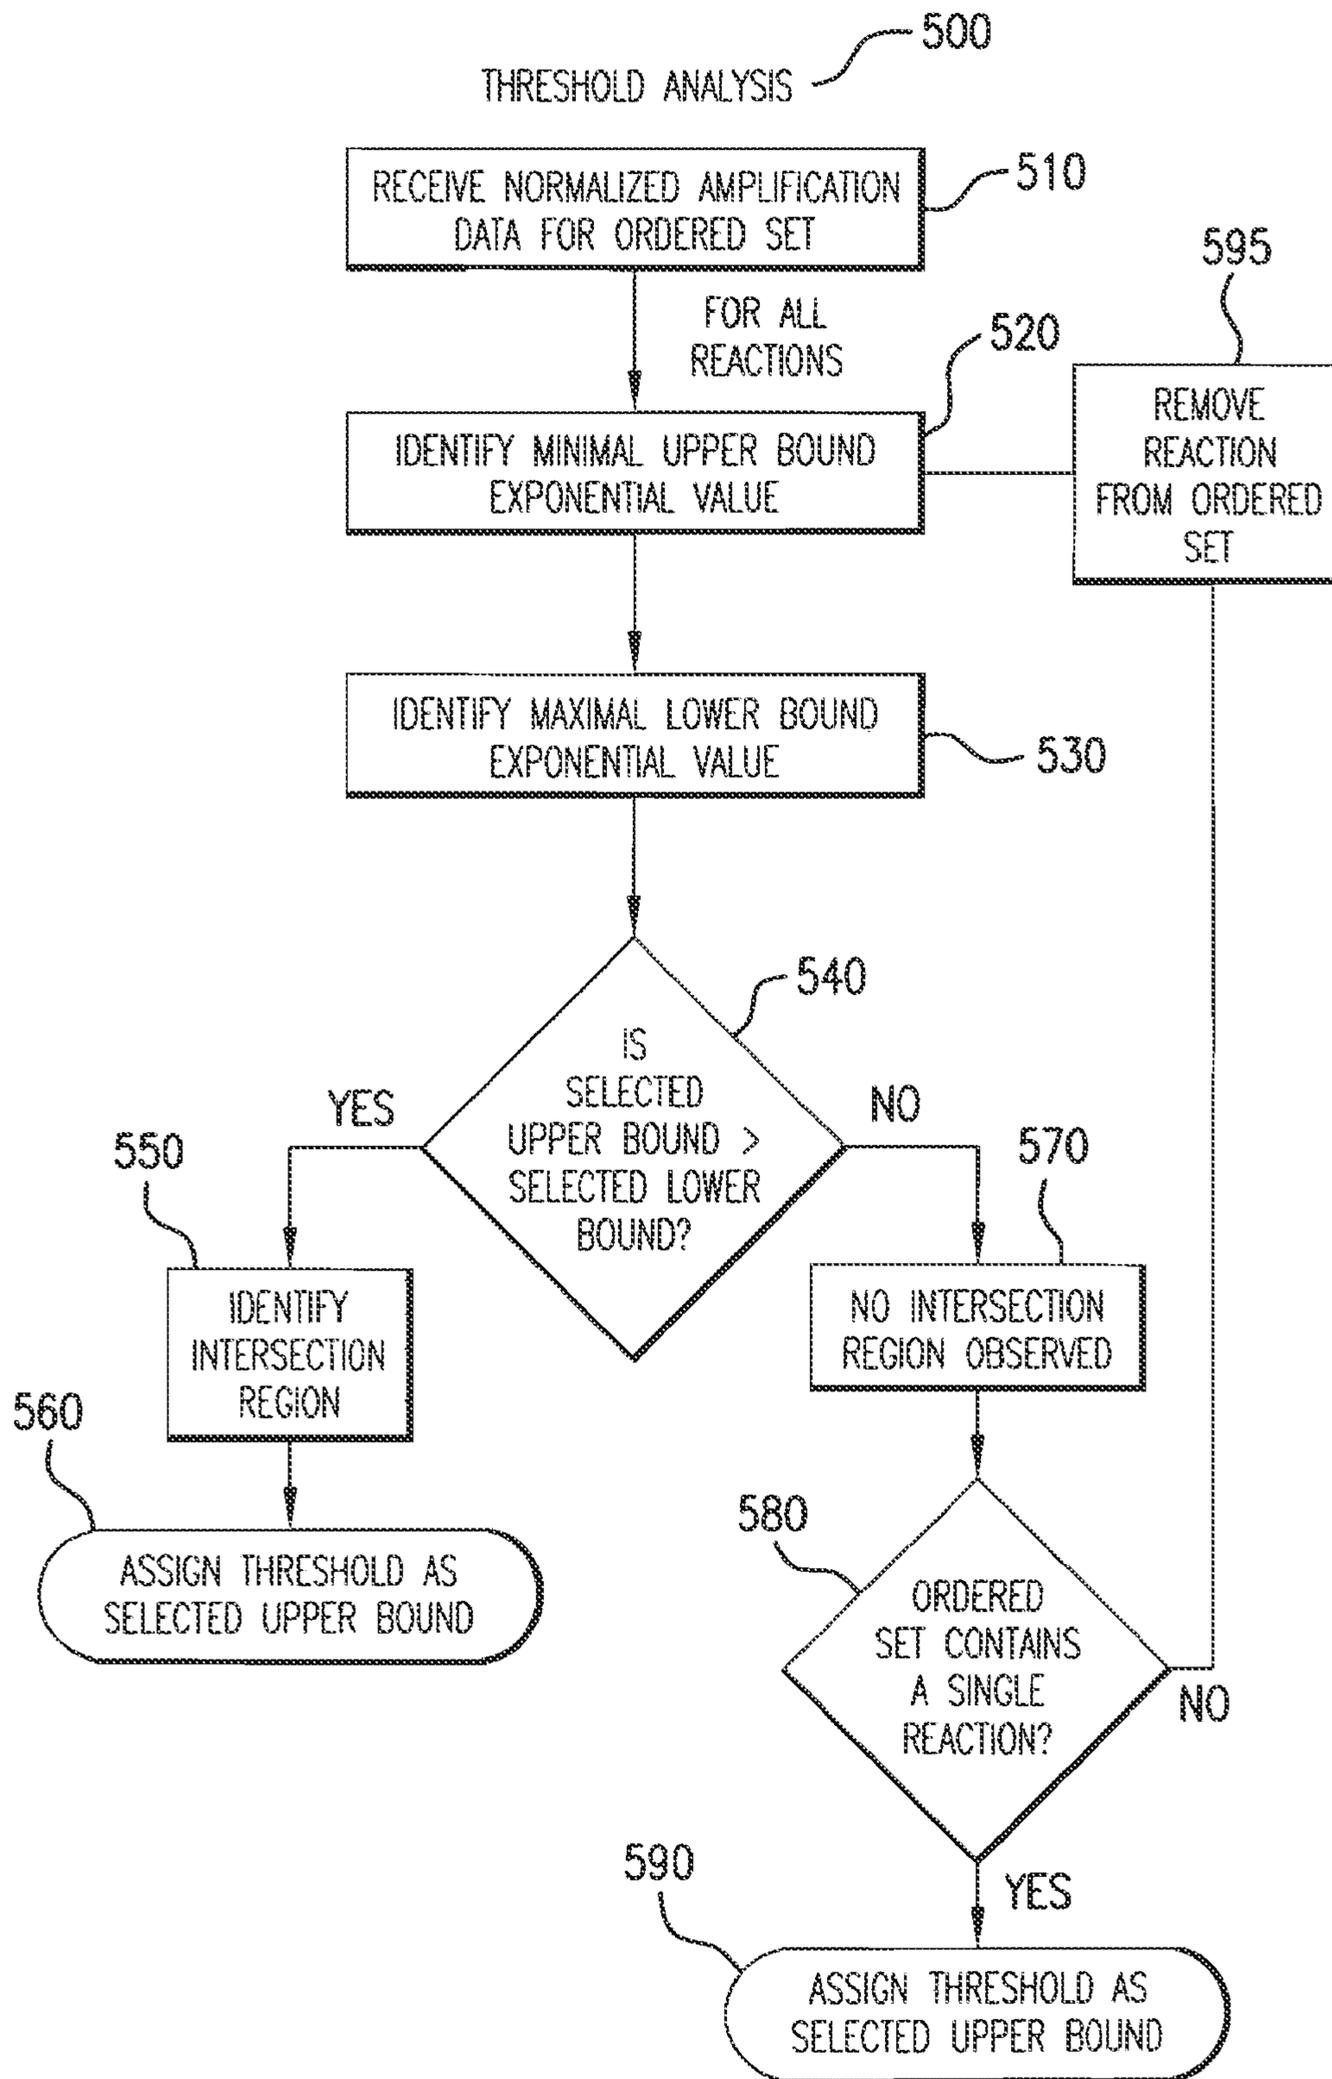 500
THRESHOLD ANALYSIS
RECEIVE NORMALIZED AMPLIFICATION
DATA FOR ORDERED SET
510
FOR ALL
REACTIONS
595
520
REMOVE
REACTION
FROM ORDERED
SET
IDENTIFY MINIMAL UPPER BOUND
EXPONENTIAL VALUE
IDENTIFY MAXIMAL LOWER BOUND
EXPONENTIAL VALUE
530
540
IS
SELECTED
UPPER BOUND >
SELECTED LOWER
BOUND?
YES
NO
550
IDENTIFY
INTERSECTION
REGION
570
NO INTERSECTION
REGION OBSERVED
560
ASSIGN THRESHOLD AS
SELECTED UPPER BOUND
580
ORDERED
SET CONTAINS
A SINGLE
REACTION?
NO
YES
590
ASSIGN THRESHOLD AS
SELECTED UPPER BOUND